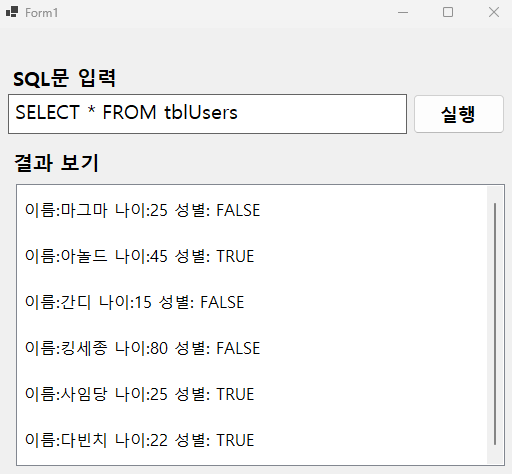 Form1
SQL문 입력
SELECT * FROM tblUsers
실행
결과 보기
이름:마그마 나이:25 성별: FALSE
이름:아놀드 나이:45 성별: TRUE
이름:간디 나이:15 성별: FALSE
이름:킹세종 나이:80 성별: FALSE
이름:사임당 나이:25 성별: TRUE
이름:다빈치 나이:22 성별: TRUE